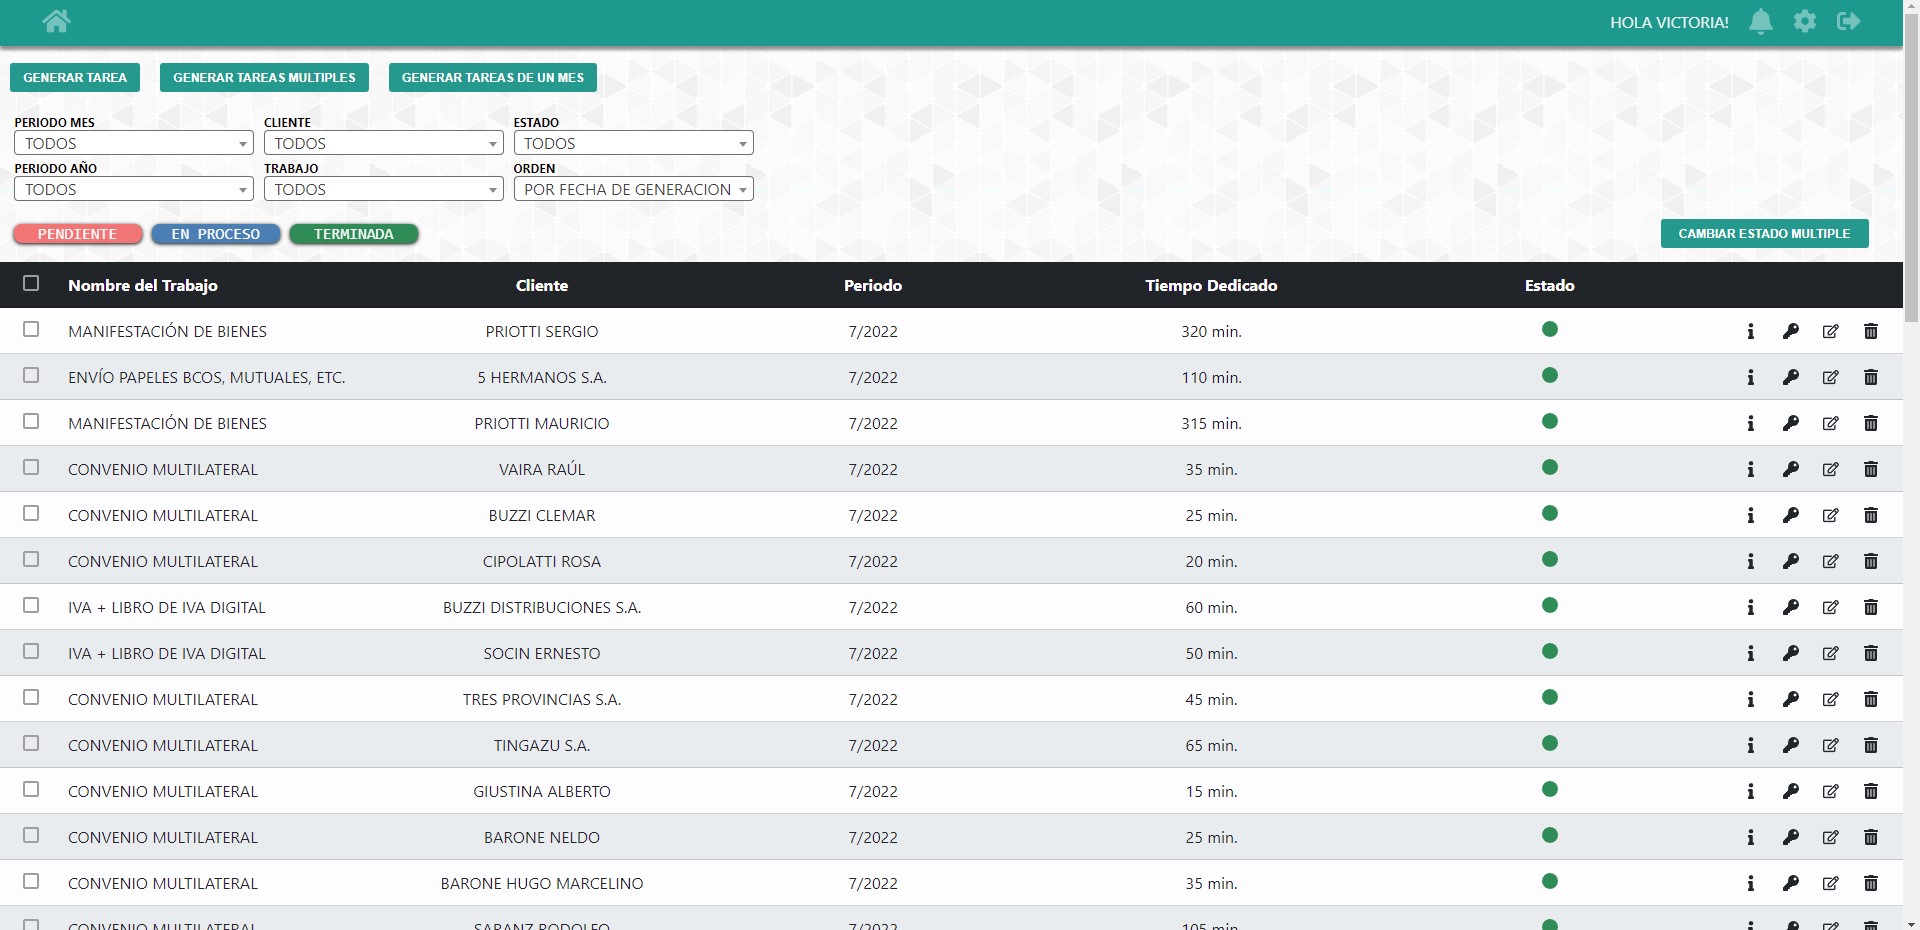 HOLA VICTORIA!
GENERAR TAREA GENERAR TAREAS MULTIPLES GENERAR TAREAS DE UN MES
PERIODO MES CLIENTE ESTADO
TODOS TODOS TODOS
PERIODO AÑO TRABAJO ORDEN
TODOS TODOS POR FECHA DE GENERACION
PENDIENTE EN PROCESO TERMINADA CAMBIAR ESTADO MULTIPLE
Nombre del Trabajo Cliente Periodo Tiempo Dedicado Estado
MANIFESTACIÓN DE BIENES PRIOTTI SERGIO 7/2022 320 min.
ENVÍO PAPELES BCOS, MUTUALES, ETC. 5 HERMANOS S.A. 7/2022 110 min.
MANIFESTACIÓN DE BIENES PRIOTTI MAURICIO 7/2022 315 min.
CONVENIO MULTILATERAL VAIRA RAÚL 7/2022 35 min.
CONVENIO MULTILATERAL BUZZI CLEMAR 7/2022 25 min.
CONVENIO MULTILATERAL CIPOLATTI ROSA 7/2022 20 min.
IVA + LIBRO DE IVA DIGITAL BUZZI DISTRIBUCIONES S.A. 7/2022 60 min.
IVA + LIBRO DE IVA DIGITAL SOCIN ERNESTO 7/2022 50 min.
CONVENIO MULTILATERAL TRES PROVINCIAS S.A. 7/2022 45 min.
CONVENIO MULTILATERAL TINGAZU S.A. 7/2022 65 min.
CONVENIO MULTILATERAL GIUSTINA ALBERTO 7/2022 15 min.
CONVENIO MULTILATERAL BARONE NELDO 7/2022 25 min.
CONVENIO MULTILATERAL BARONE HUGO MARCELINO 7/2022 35 min.
CONVENIO MULTILATERAL SARANZ RODOLFO 7/2022 105 min.